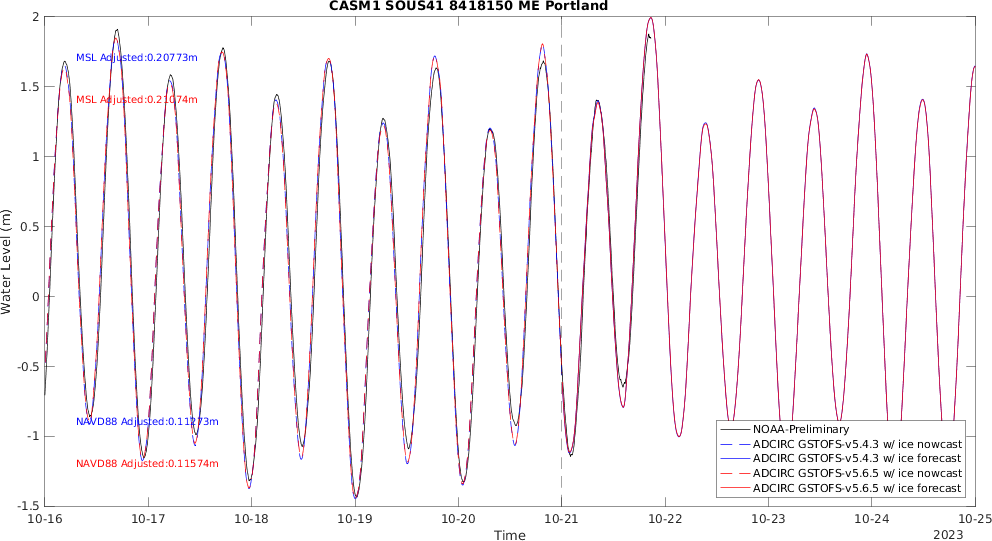 CASM1 SOUS41 8418150 ME Portland
2
1.5
1
0.5
0
-0.5
-1
-1.5
Water Level (m)
MSL Adjusted:0.20773m
MSL Adjusted:0.21074m
NAVD88 Adjusted:0.11273m
NAVD88 Adjusted:0.11574m
NOAA-Preliminary
ADCIRC GSTOFS-v5.4.3 w/ ice nowcast
ADCIRC GSTOFS-v5.4.3 w/ ice forecast
ADCIRC GSTOFS-v5.6.5 w/ ice nowcast
ADCIRC GSTOFS-v5.6.5 w/ ice forecast
10-16 10-17 10-18 10-19 10-20 10-21 10-22 10-23 10-24 10-25
Time
2023